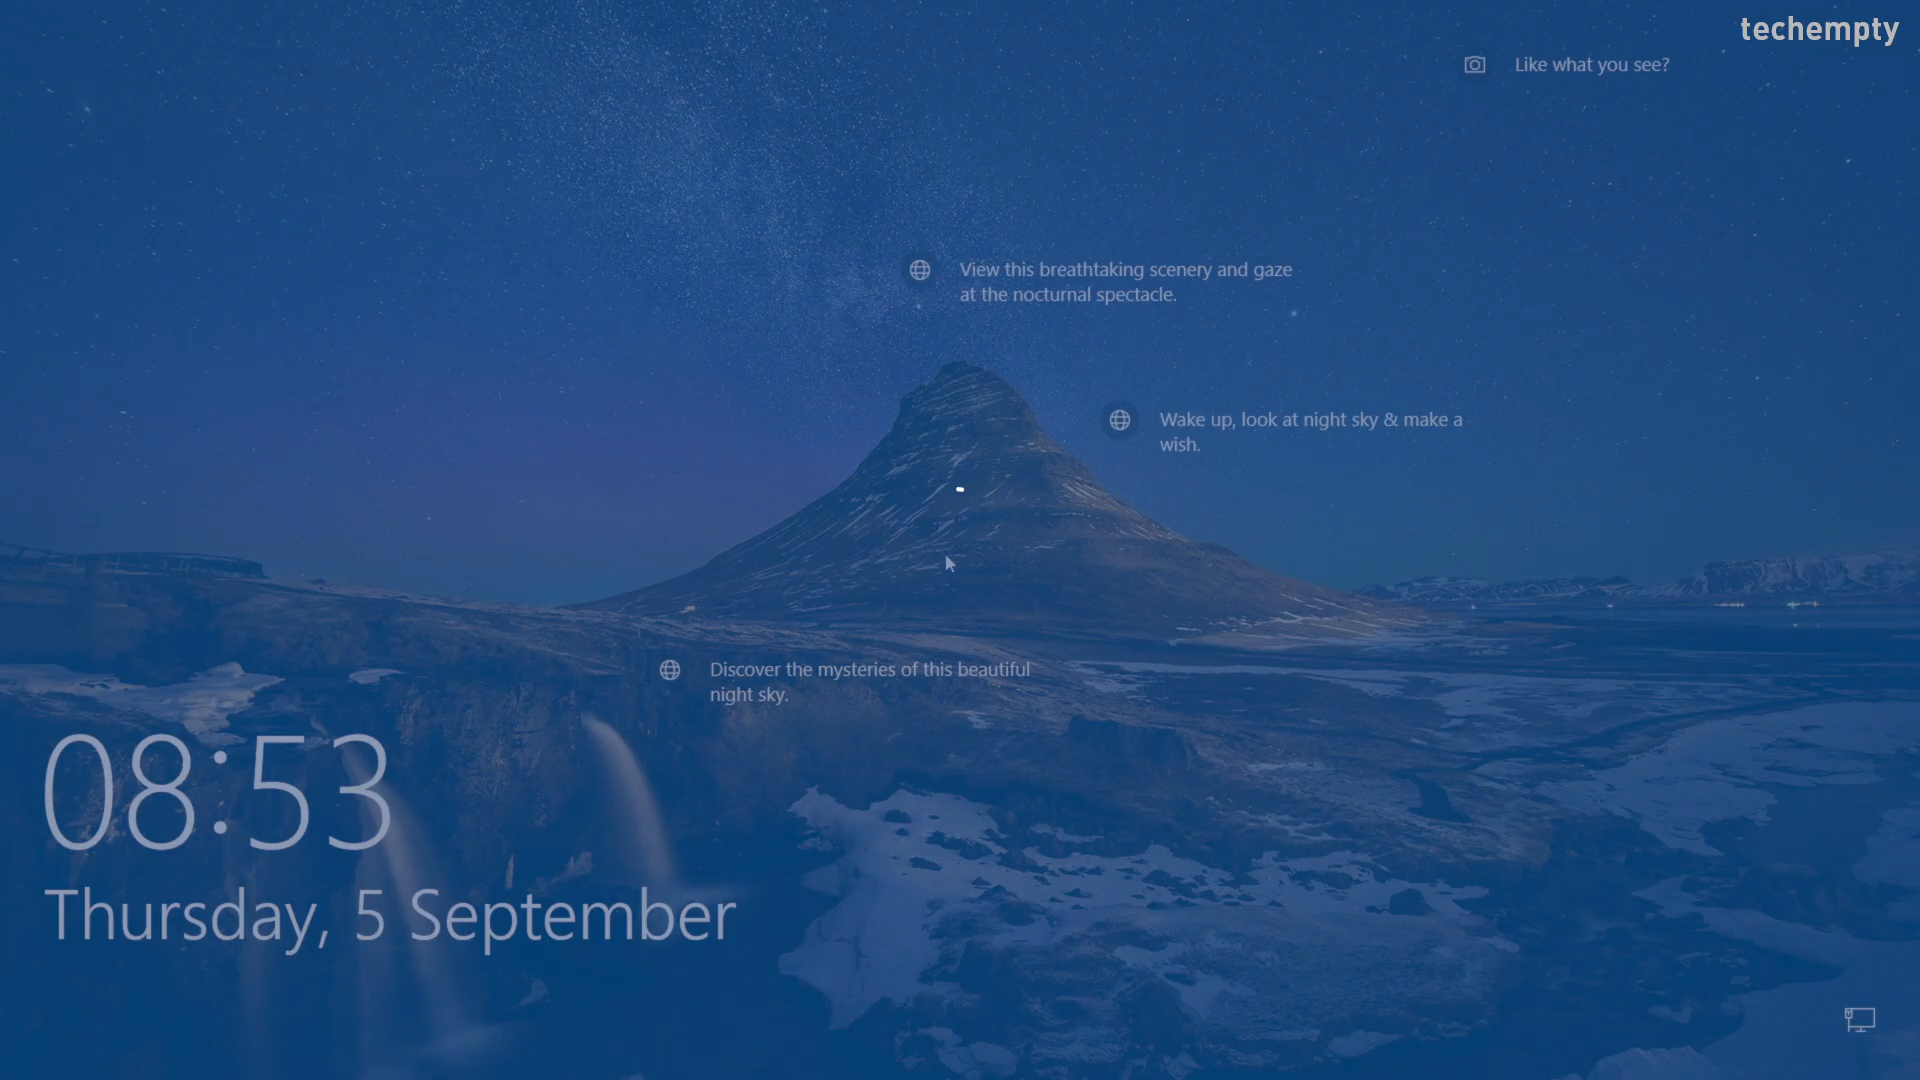 techempty
Like what you see?
View this breathtaking scenery and gaze
at the nocturnal spectacle.
Wake up, look at night sky & make a
wish.
Discover the mysteries of this beautiful
night sky.
08:53
Thursday, 5 September